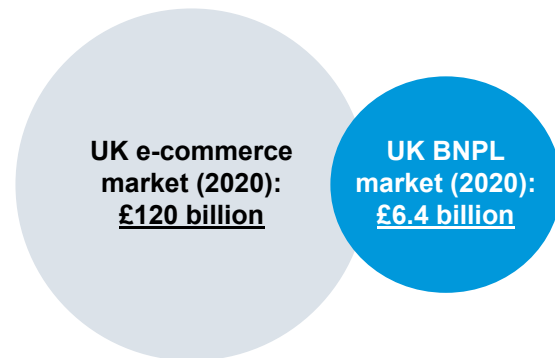 UK e-commerce
market (2020):
£120 billion
UK BNPL
market (2020):
£6.4 billion